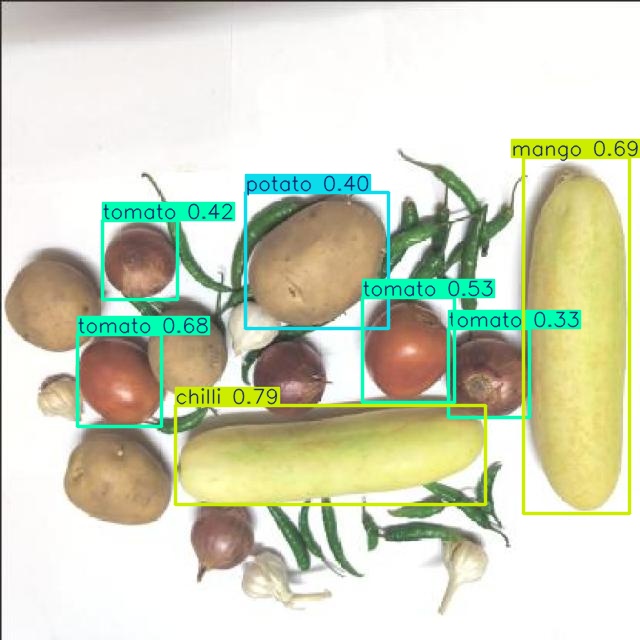 mango 0.69
potato 0.40
tomato 0.42
tomato 0.53
tomato 0.33
tomato 0.68
chilli 0.79